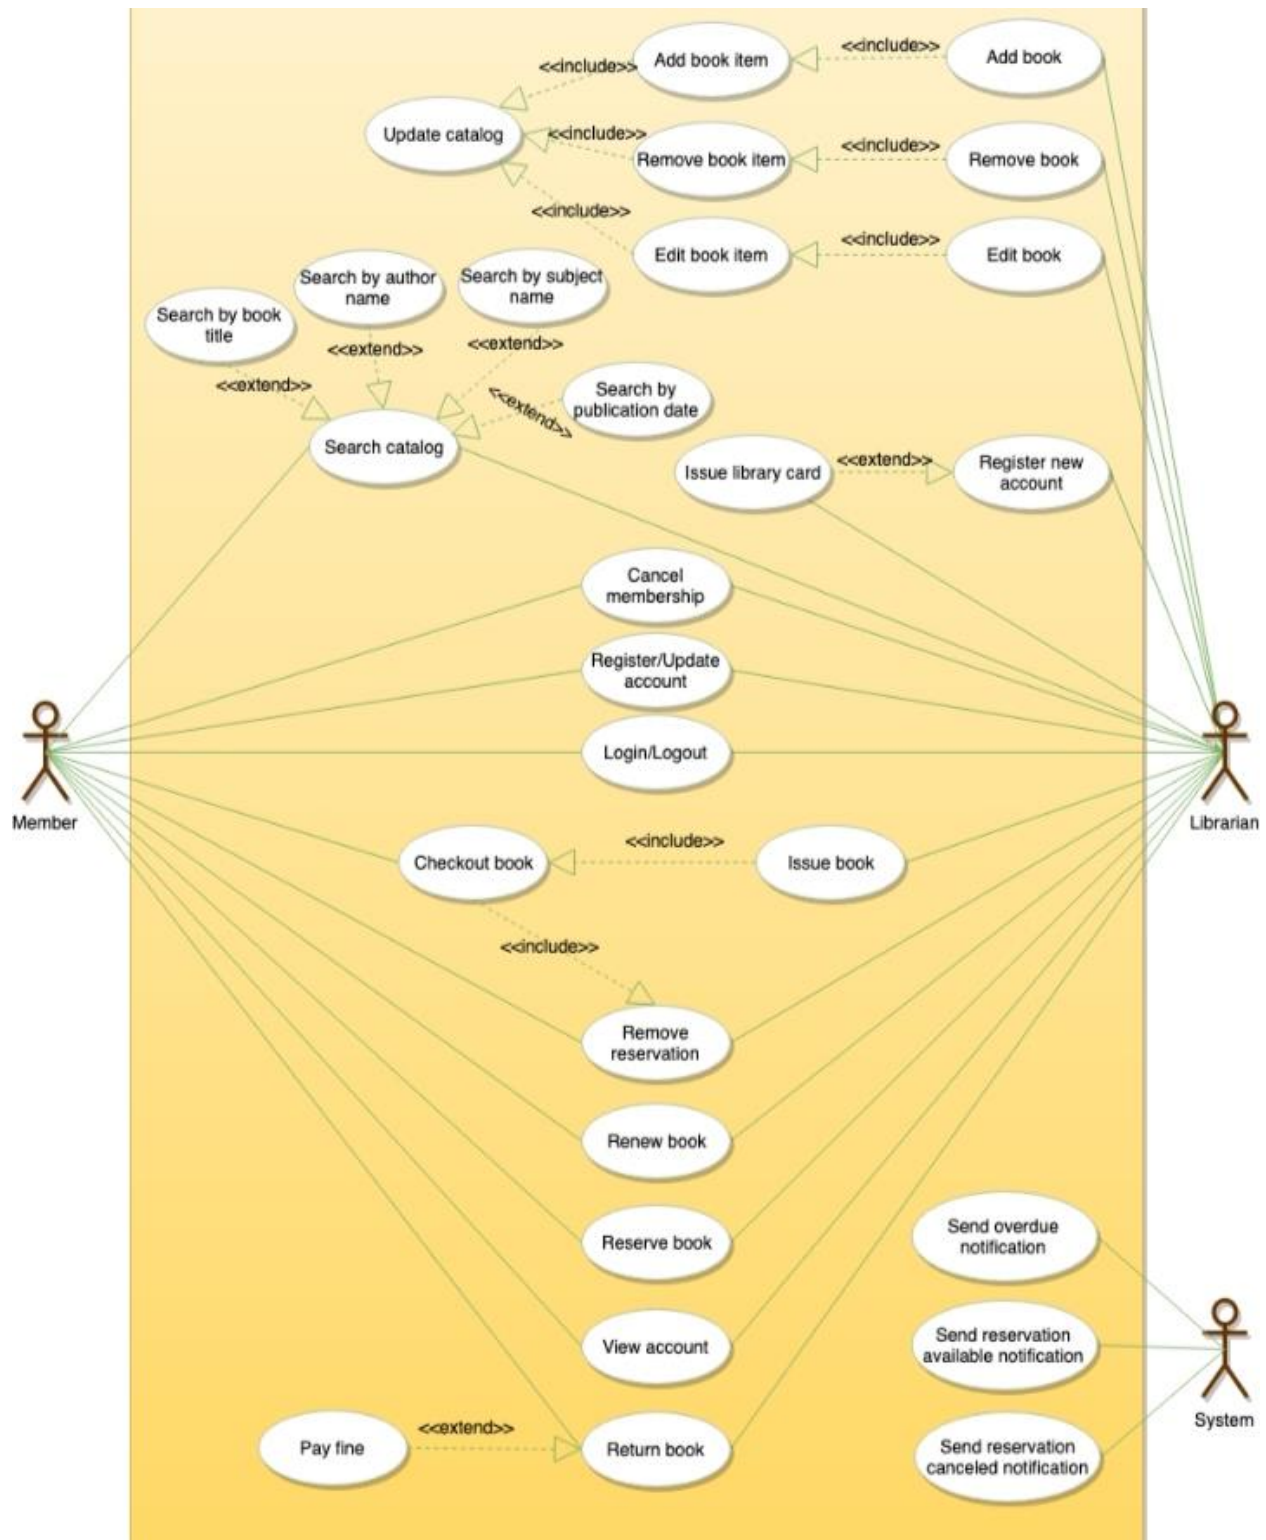 Add book item
<<include>>
Add book
<<include>>
Update catalog
<<include>>
Remove book item
<<include>>
Remove book
<<include>>
Edit book item
<<include>>
Edit book
Search by author
name
Search by subject
name
Search by book
title
<<extend>>
<<extend>>
<<extend>>
<<extend>>
Search by
publication date
Search catalog
Issue library card
<<extend>>
Register new
account
Cancel
membership
Register/Update
account
Login/Logout
Member
Librarian
Checkout book
<<include>>
Issue book
<<include>>
Remove
reservation
Renew book
Reserve book
Send overdue
notification
View account
Send reservation
available notification
System
Pay fine
<<extend>>
Return book
Send reservation
canceled notification